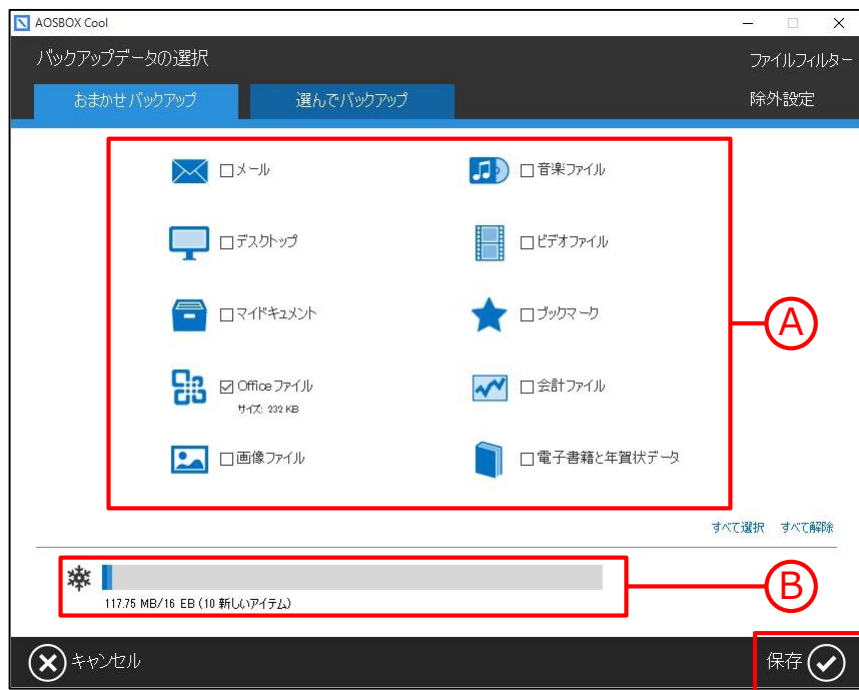 AOSBOX Cool
バックアップデータの選択
ファイルフィルター
おまかせ バックアップ
選んでバックアップ
除外設定
メール
音楽ファイル
デスクトップ
ビデオファイル
マイドキュメント
ブックマーク
A
Office ファイル
サイズ: 232 KB
会計ファイル
画像ファイル
電子書籍と年賀状データ
すべて選択 すべて解除
117.75 MB/16 EB (10 新しいアイテム)
B
キャンセル
保存